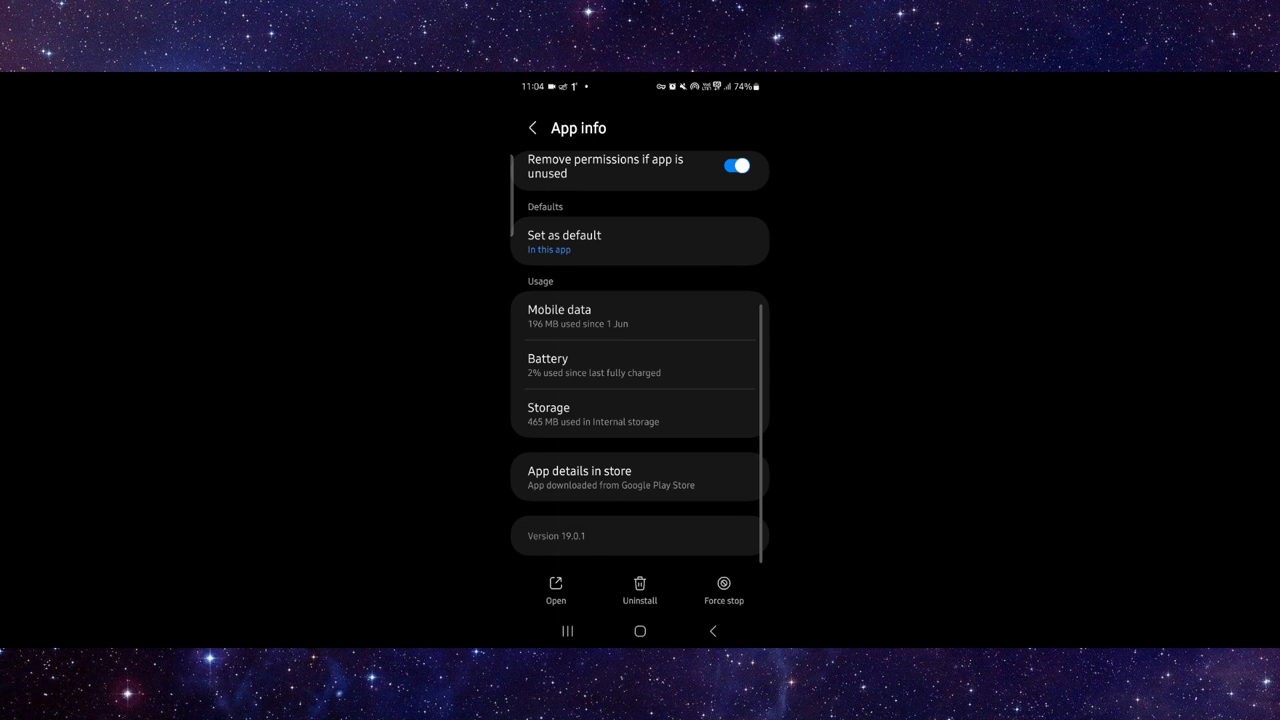 11:04
74%
App info
Remove permissions if app is
unused
Defaults
Set as default
In this app
Usage
Mobile data
196 MB used since 1 Jun
Battery
2% used since last fully charged
Storage
465 MB used in Internal storage
App details in store
App downloaded from Google Play Store
Version 19.0.1
Open Uninstall Force stop